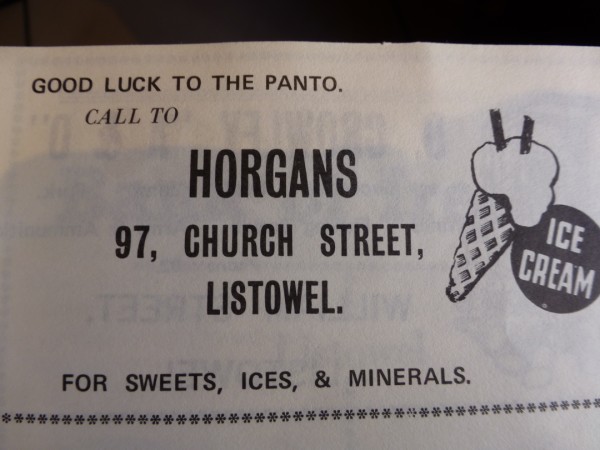 GOOD LUCK TO THE PANTO.
CALL TO
HORGANS
97, CHURCH STREET,
LISTOWEL.
ICE
CREAM
FOR SWEETS, ICES, & MINERALS.